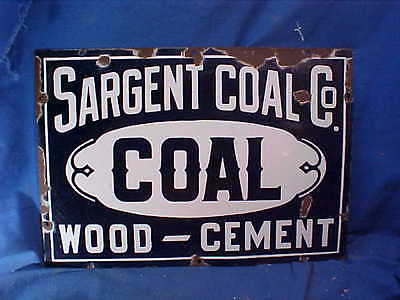 SARGENT COAL CO.
COAL
WOOD — CEMENT